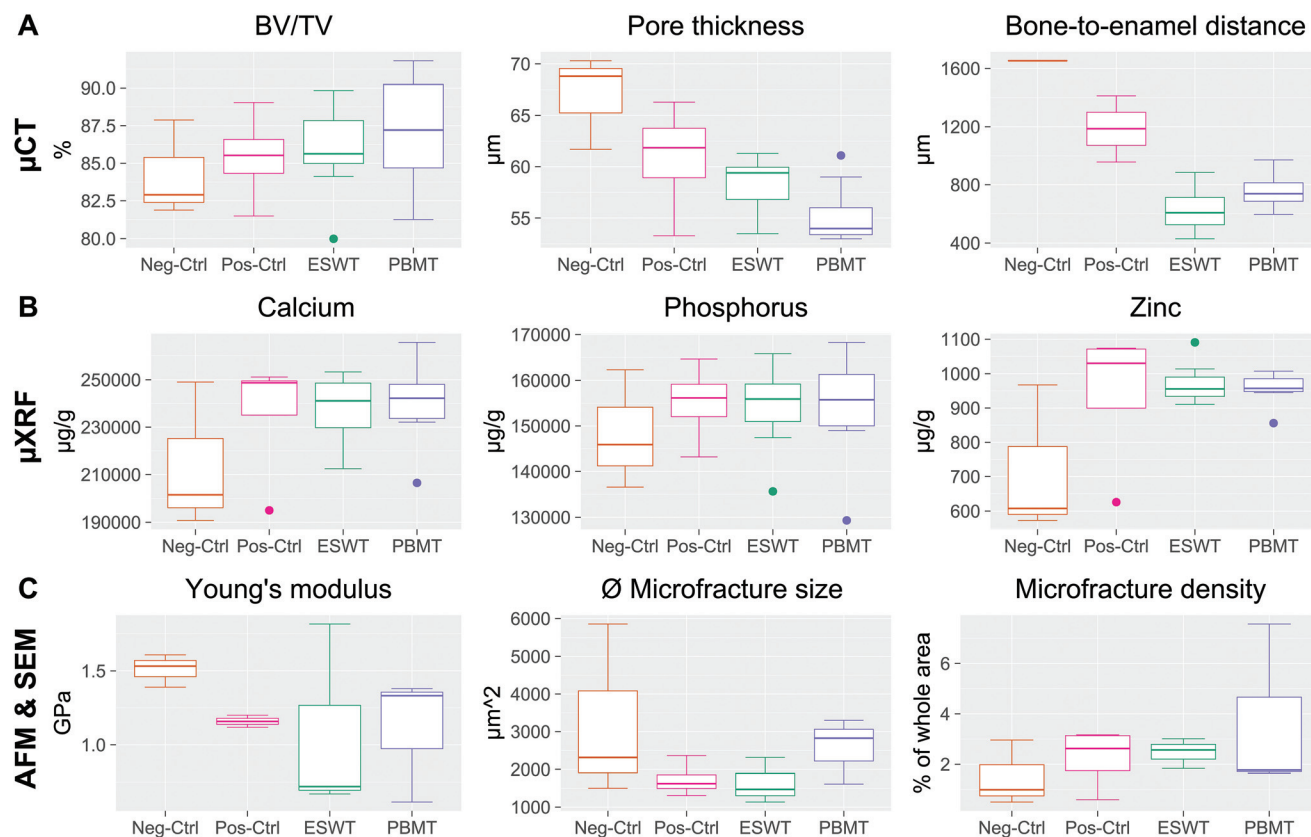 A
BV/TV
Pore thickness
Bone-to-enamel distance
µCT
%
90.0
87.5
85.0
82.5
80.0
Neg-Ctrl Pos-Ctrl ESWT PBMT
µm
70
65
60
55
Neg-Ctrl Pos-Ctrl ESWT PBMT
µm
1600
1200
800
400
Neg-Ctrl Pos-Ctrl ESWT PBMT
B
Calcium
Phosphorus
Zinc
µXRF
µg/g
250000
230000
210000
190000
Neg-Ctrl Pos-Ctrl ESWT PBMT
µg/g
170000
160000
150000
140000
130000
Neg-Ctrl Pos-Ctrl ESWT PBMT
µg/g
1100
1000
900
800
700
600
Neg-Ctrl Pos-Ctrl ESWT PBMT
C
Young's modulus
Ø Microfracture size
Microfracture density
AFM & SEM
GPa
1.5
1.0
Neg-Ctrl Pos-Ctrl ESWT PBMT
µm^2
6000
5000
4000
3000
2000
1000
Neg-Ctrl Pos-Ctrl ESWT PBMT
% of whole area
6
4
2
Neg-Ctrl Pos-Ctrl ESWT PBMT